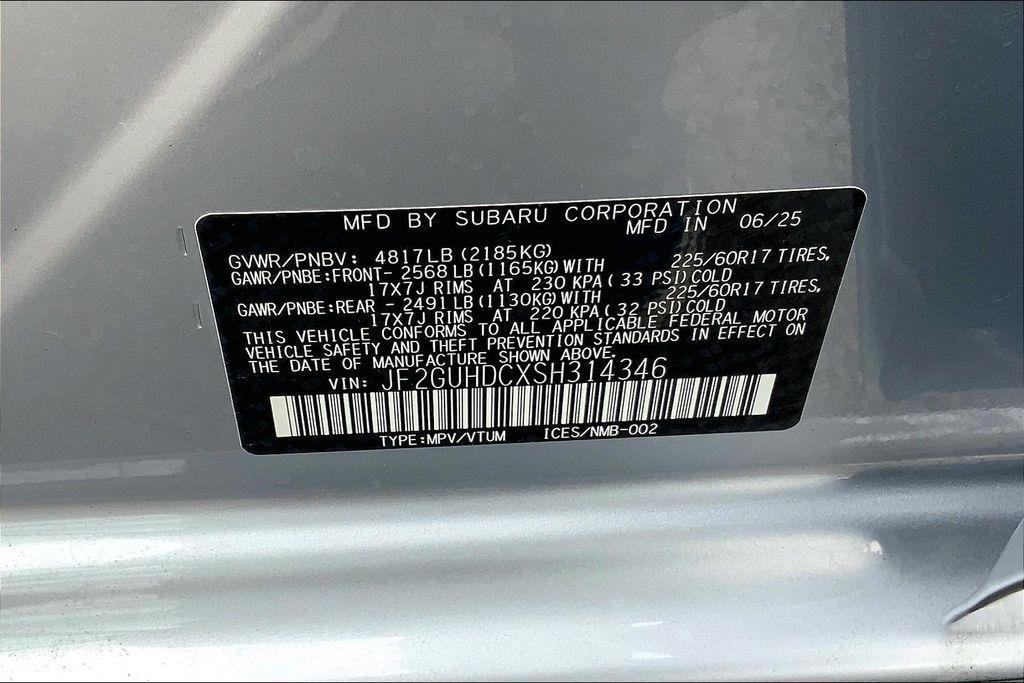 MFD BY SUBARU CORPORATION
MFD IN 06/25
GVWR/PNBV: 4817LB (2185KG)
GAWR/PNBE:FRONT- 2568 LB (1165KG) WITH 225/60R17 TIRES,
17X7J RIMS AT 230 KPA ( 33 PSI) COLD
GAWR/PNBE:REAR - 2491 LB (1130KG) WITH 225/60R17 TIRES,
17X7J RIMS AT 220 KPA ( 32 PSI) COLD
THIS VEHICLE CONFORMS TO ALL APPLICABLE FEDERAL MOTOR
VEHICLE SAFETY AND THEFT PREVENTION STANDARDS IN EFFECT ON
THE DATE OF MANUFACTURE SHOWN ABOVE.
VIN: JF2GUHDCXSH314346
TYPE:MPV/VTUM ICES/NMB-002